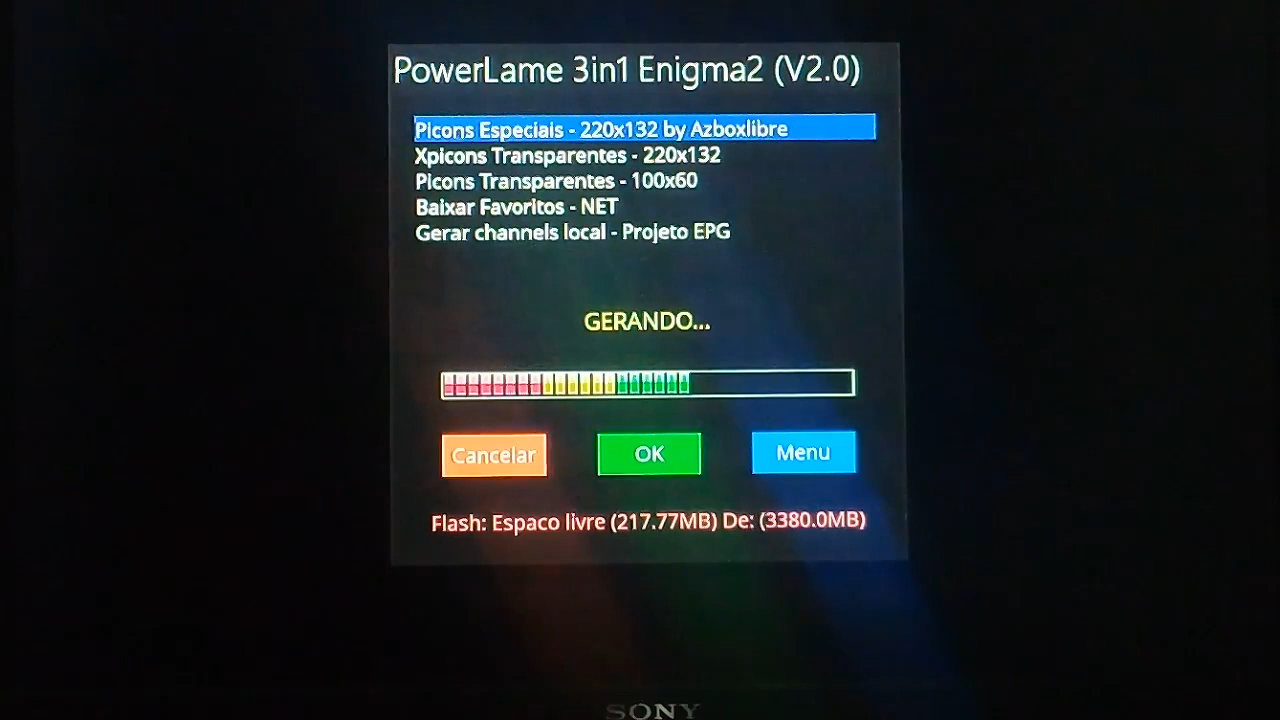 PowerLame 3in1 Enigma2 (V2.0)
Picons Especiais - 220x132 by Azboxlibre
Xpicons Transparentes - 220x132
Picons Transparentes - 100x60
Baixar Favoritos - NET
Gerar channels local - Projeto EPG
GERANDO...
Cancelar
OK
Menu
Flash: Espaco livre (217.77MB) De: (3380.0MB)
SONY